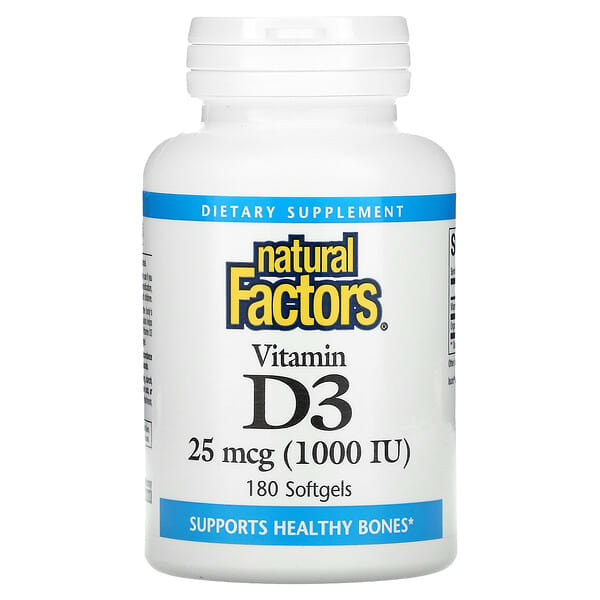 DIETARY SUPPLEMENT
natural
Factors®
Vitamin
D3
25 mcg (1000 IU)
180 Softgels
SUPPORTS HEALTHY BONES*